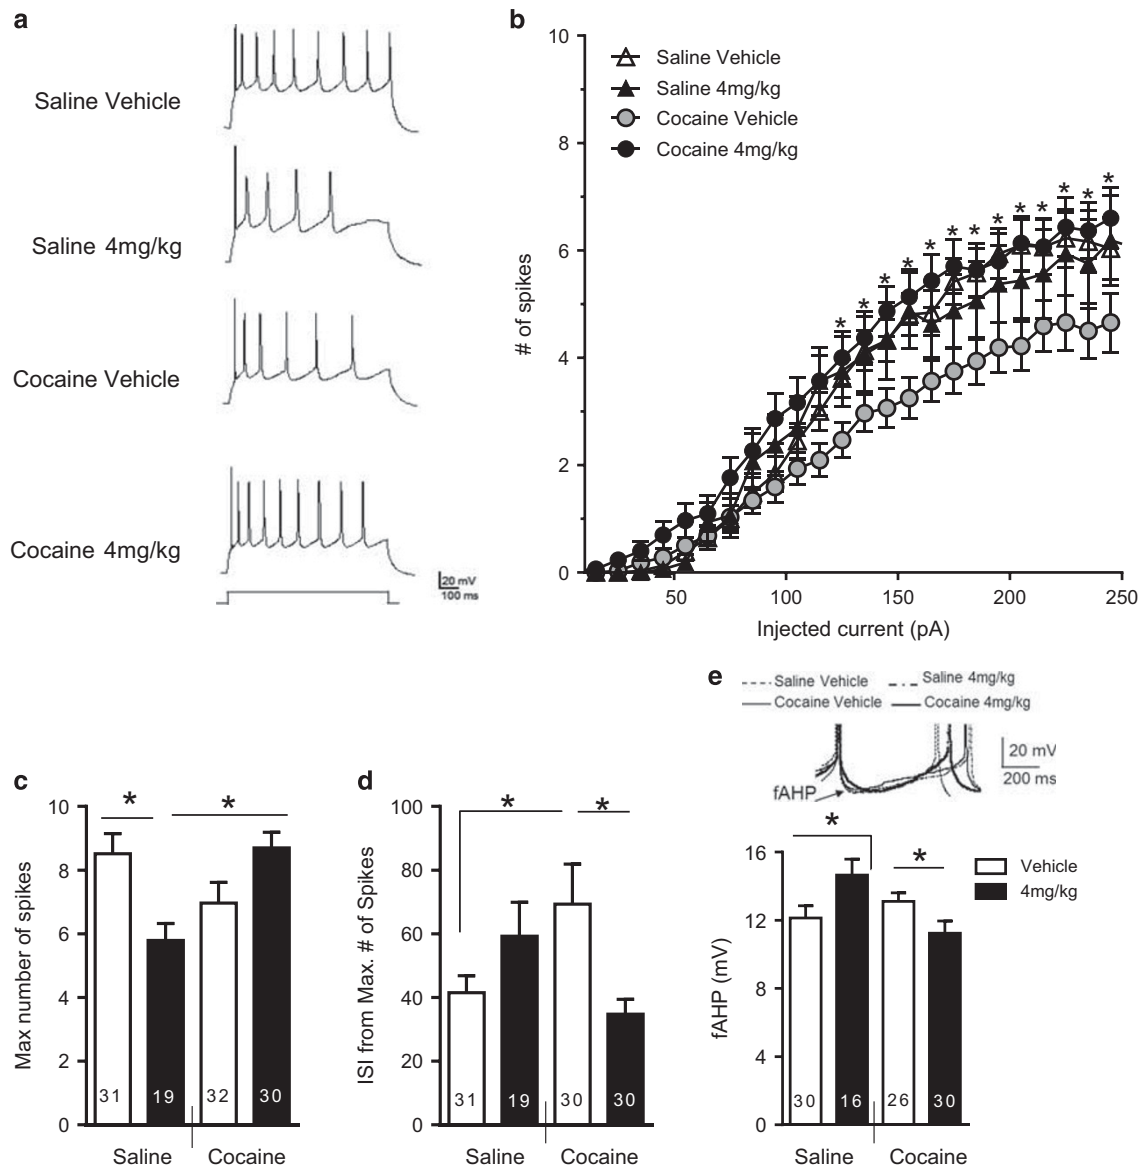 a
Saline Vehicle
Saline 4mg/kg
Cocaine Vehicle
Cocaine 4mg/kg
20 mV
100 ms
b
10
8
6
4
2
0
# of spikes
Saline Vehicle
Saline 4mg/kg
Cocaine Vehicle
Cocaine 4mg/kg
* * * * * * * * * * * * *
50 100 150 200 250
Injected current (pA)
c
10
8
6
4
2
0
Max number of spikes
* *
31 19 32 30
Saline Cocaine
d
100
80
60
40
20
0
ISI from Max. # of Spikes
* *
31 19 30 30
Saline Cocaine
e
Saline Vehicle Saline 4mg/kg
Cocaine Vehicle Cocaine 4mg/kg
20 mV
200 ms
fAHP
16
12
8
4
0
fAHP (mV)
* *
Vehicle
4mg/kg
30 16 26 30
Saline Cocaine